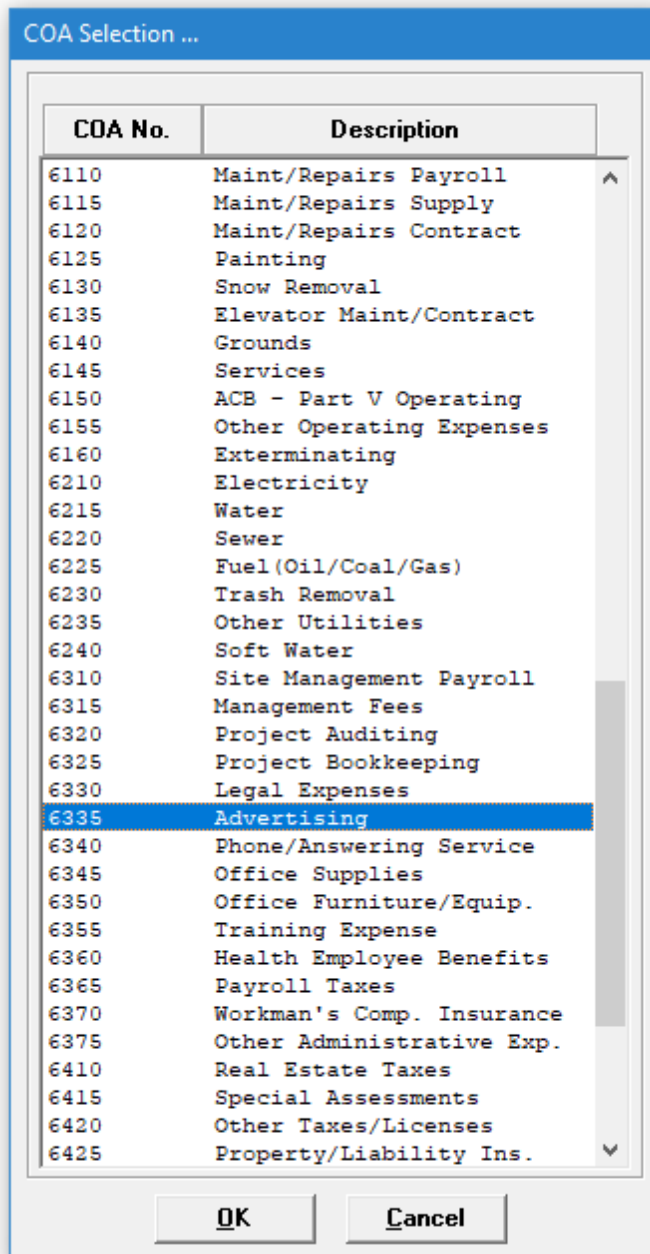 COA Selection ...
COA No. Description
6110 Maint/Repairs Payroll
6115 Maint/Repairs Supply
6120 Maint/Repairs Contract
6125 Painting
6130 Snow Removal
6135 Elevator Maint/Contract
6140 Grounds
6145 Services
6150 ACB - Part V Operating
6155 Other Operating Expenses
6160 Exterminating
6210 Electricity
6215 Water
6220 Sewer
6225 Fuel(Oil/Coal/Gas)
6230 Trash Removal
6235 Other Utilities
6240 Soft Water
6310 Site Management Payroll
6315 Management Fees
6320 Project Auditing
6325 Project Bookkeeping
6330 Legal Expenses
6335 Advertising
6340 Phone/Answering Service
6345 Office Supplies
6350 Office Furniture/Equip.
6355 Training Expense
6360 Health Employee Benefits
6365 Payroll Taxes
6370 Workman's Comp. Insurance
6375 Other Administrative Exp.
6410 Real Estate Taxes
6415 Special Assessments
6420 Other Taxes/Licenses
6425 Property/Liability Ins.
OK Cancel